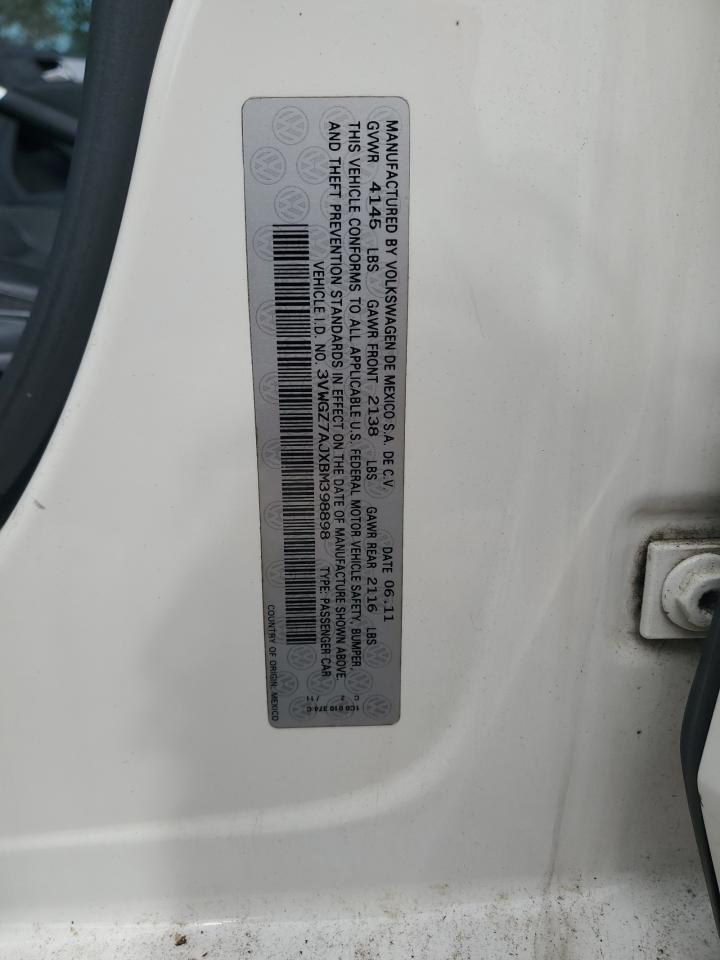 MANUFACTURED BY VOLKSWAGEN DE MEXICO S.A. DE C.V. DATE 06.11
GVWR 4145 LBS GAWR FRONT 2138 LBS GAWR REAR 2116 LBS
THIS VEHICLE CONFORMS TO ALL APPLICABLE U.S. FEDERAL MOTOR VEHICLE SAFETY, BUMPER,
AND THEFT PREVENTION STANDARDS IN EFFECT ON THE DATE OF MANUFACTURE SHOWN ABOVE.
VEHICLE I.D. NO. 3VWGZ7AJXBM398898 TYPE: PASSENGER CAR
COUNTRY OF ORIGIN: MEXICO